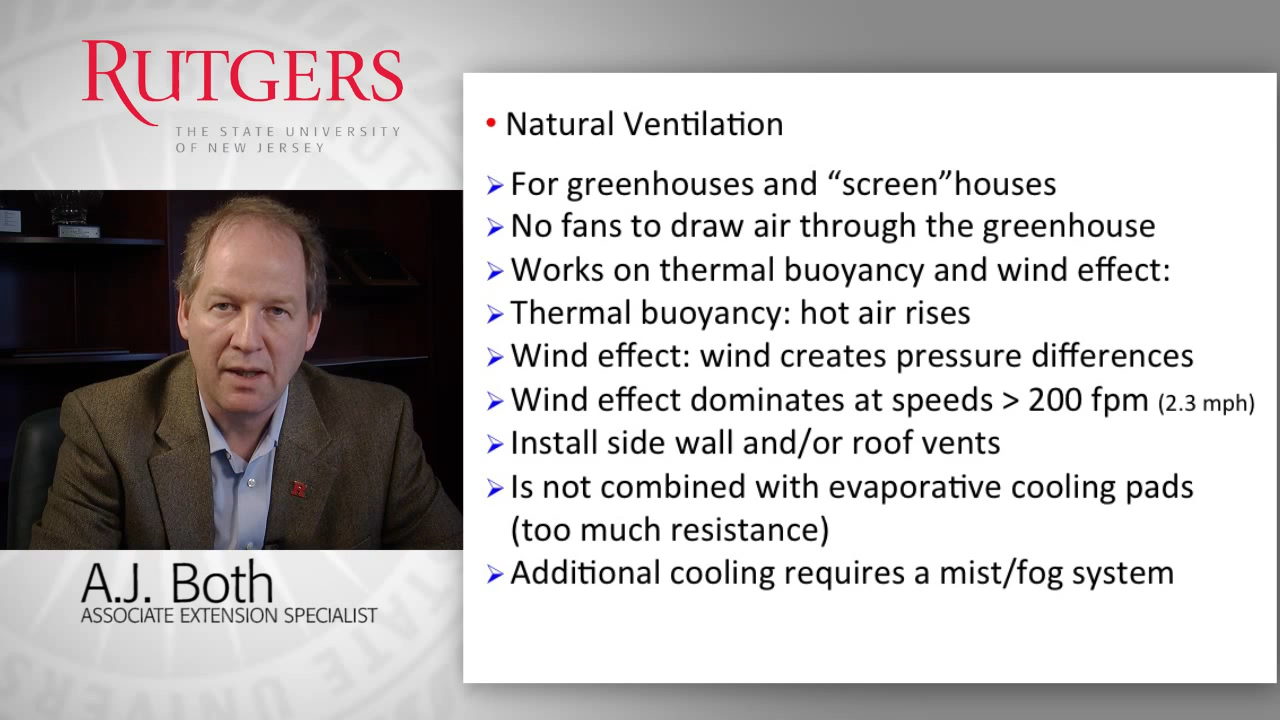 RUTGERS
THE STATE UNIVERSITY
OF NEW JERSEY
• Natural Ventilation
➢ For greenhouses and “screen”houses
➢ No fans to draw air through the greenhouse
➢ Works on thermal buoyancy and wind effect:
➢ Thermal buoyancy: hot air rises
➢ Wind effect: wind creates pressure differences
➢ Wind effect dominates at speeds > 200 fpm (2.3 mph)
➢ Install side wall and/or roof vents
➢ Is not combined with evaporative cooling pads
(too much resistance)
➢ Additional cooling requires a mist/fog system
A.J. Both
ASSOCIATE EXTENSION SPECIALIST